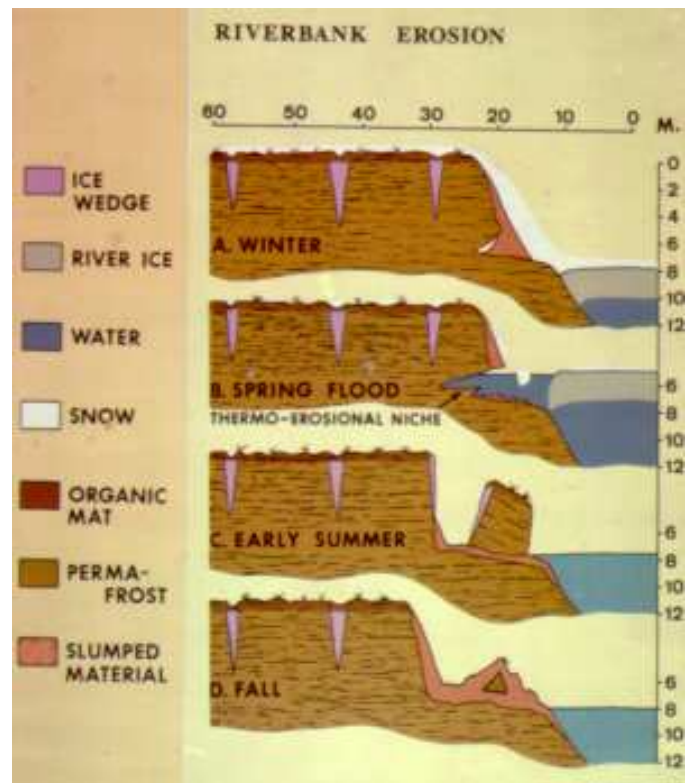 RIVERBANK EROSION
60 50 40 30 20 10 0
M.
0
2
4
6
8
10
12
ICE
WEDGE
RIVER ICE
WATER
SNOW
ORGANIC
MAT
PERMA-
FROST
SLUMPED
MATERIAL
A. WINTER
B. SPRING FLOOD
THERMO-EROSIONAL NICHE
6
8
10
12
C. EARLY SUMMER
6
8
10
12
D. FALL
6
8
10
12